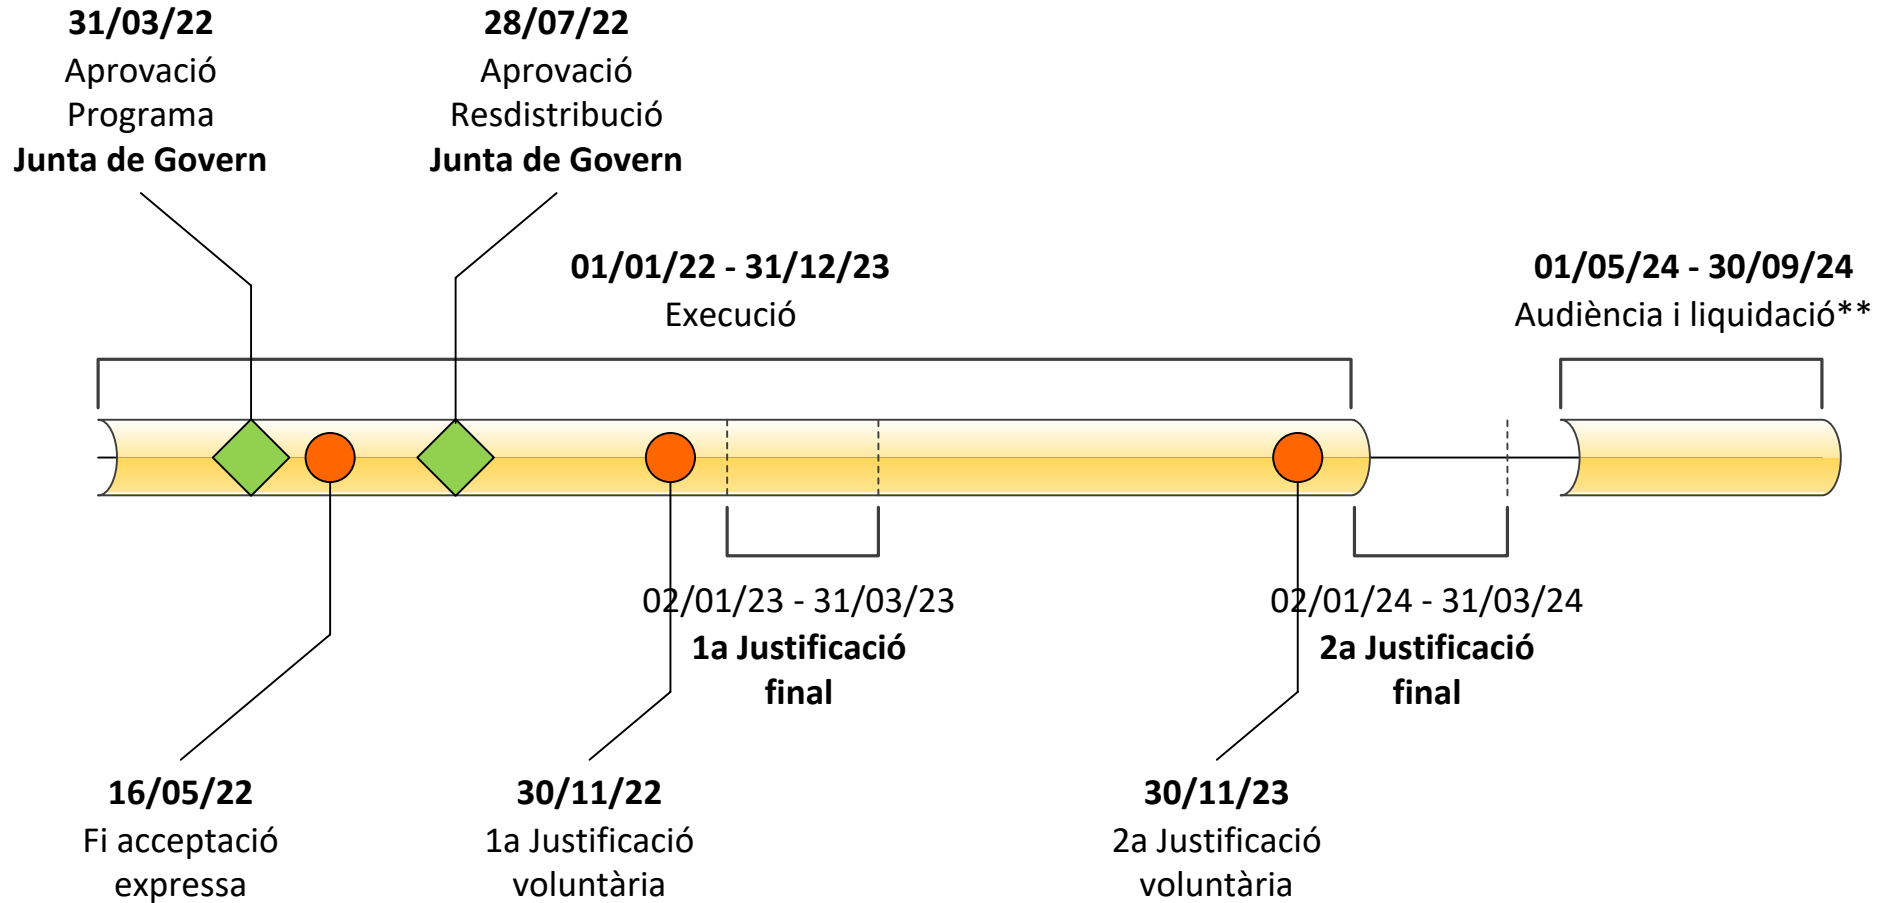 31/03/22
Aprovació
Programa
Junta de Govern
28/07/22
Aprovació
Resdistribució
Junta de Govern
01/01/22 - 31/12/23
Execució
01/05/24 - 30/09/24
Audiència i liquidació**
02/01/23 - 31/03/23
1a Justificació
final
02/01/24 - 31/03/24
2a Justificació
final
16/05/22
Fi acceptació
expressa
30/11/22
1a Justificació
voluntària
30/11/23
2a Justificació
voluntària